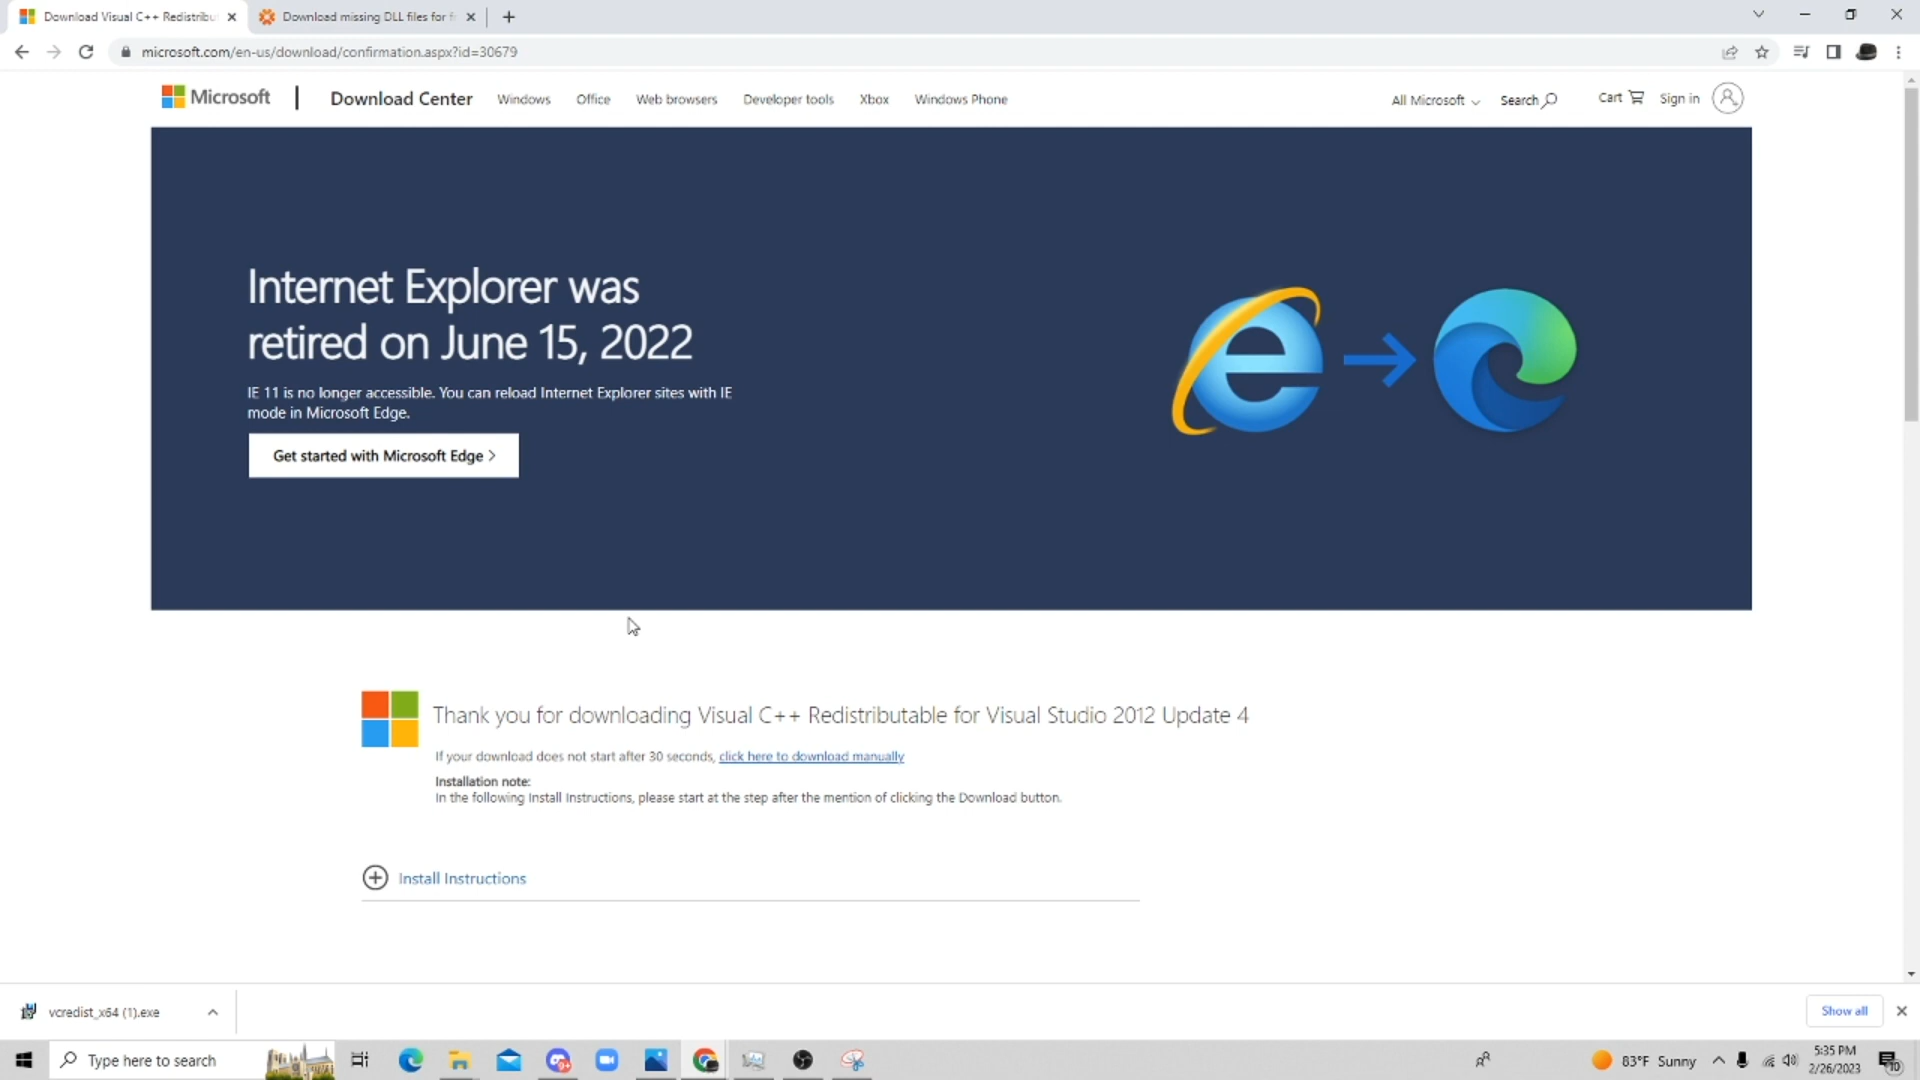 Download Visual C++ Redistribu
Download missing DLL files for f
microsoft.com/en-us/download/confirmation.aspx?id=30679
Microsoft
Download Center
Windows
Office
Web browsers
Developer tools
Xbox
Windows Phone
All Microsoft
Search
Cart
Sign in
Internet Explorer was
retired on June 15, 2022
IE 11 is no longer accessible. You can reload Internet Explorer sites with IE
mode in Microsoft Edge.
Get started with Microsoft Edge >
Thank you for downloading Visual C++ Redistributable for Visual Studio 2012 Update 4
If your download does not start after 30 seconds, click here to download manually
Installation note:
In the following Install Instructions, please start at the step after the mention of clicking the Download button.
Install Instructions
vcredist_x64 (1).exe
Show all
Type here to search
83°F Sunny
5:35 PM
2/26/2023
10